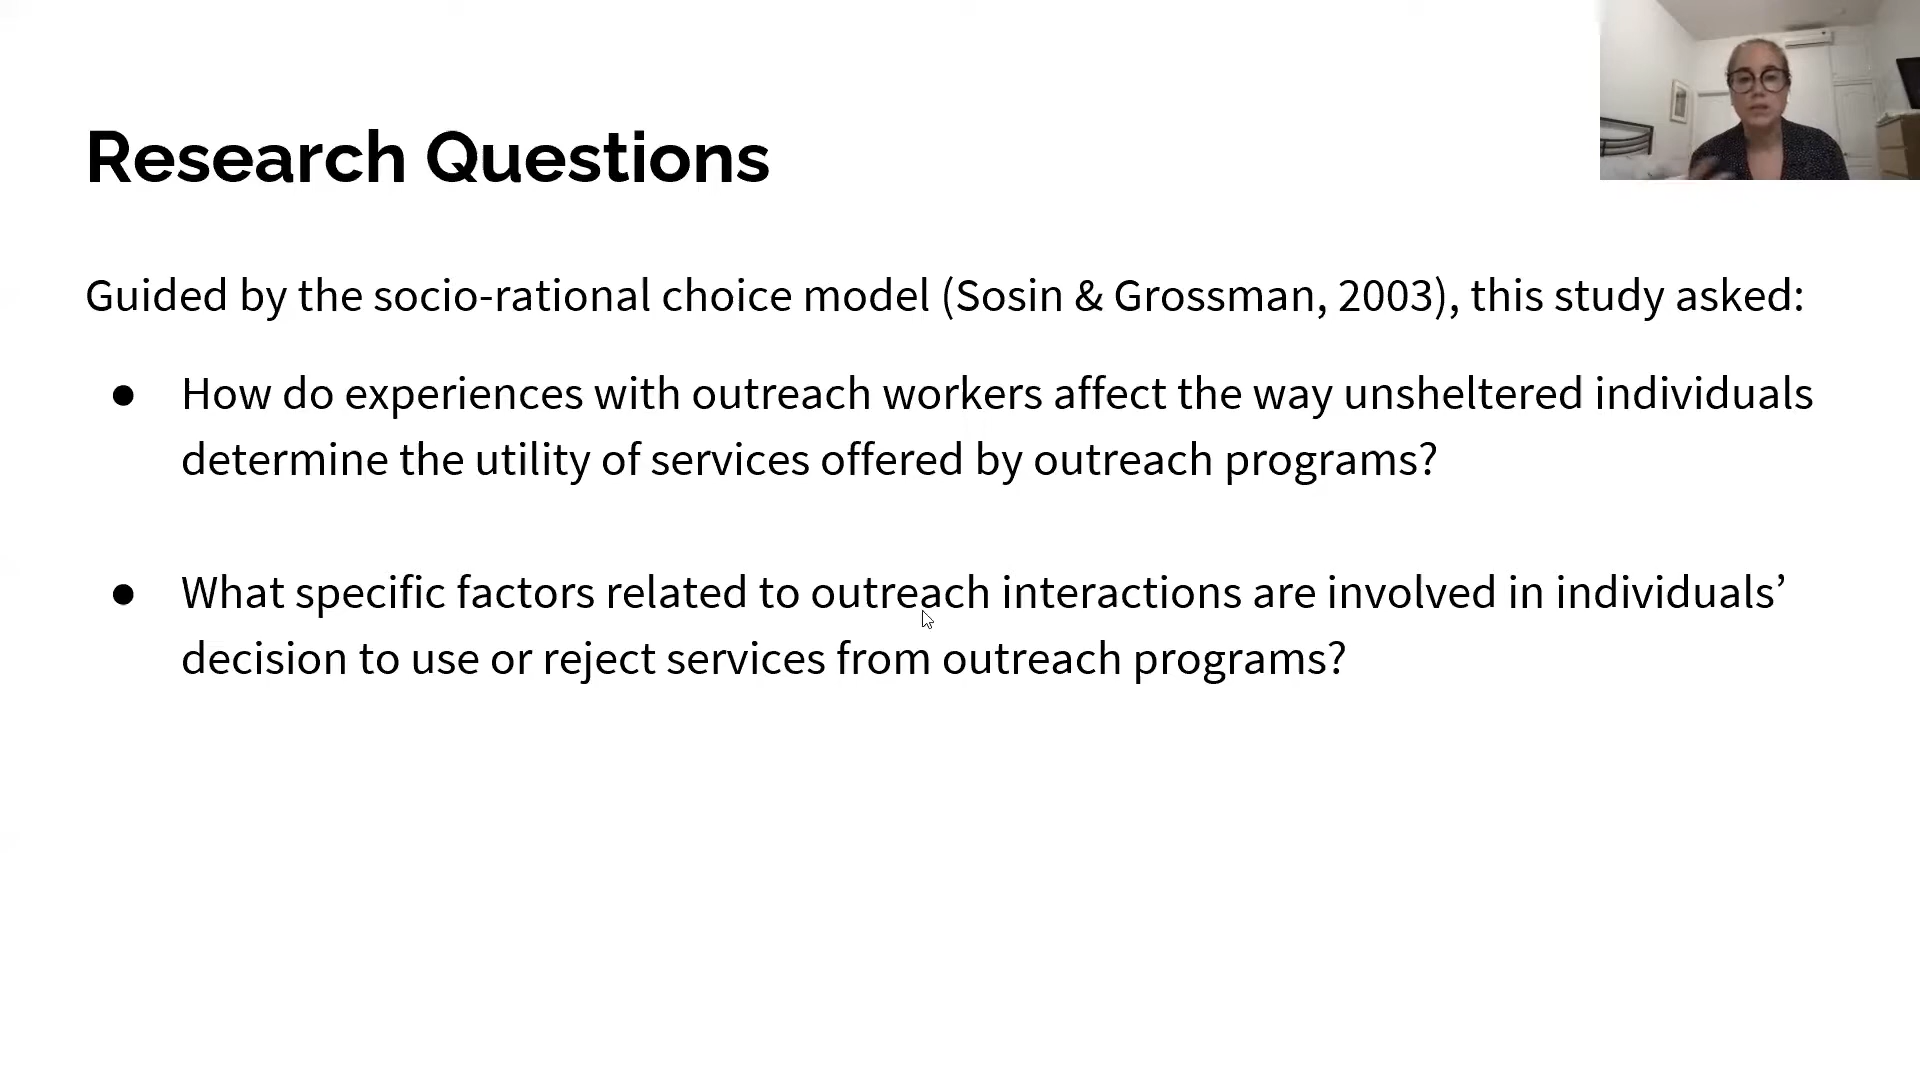 Research Questions
Guided by the socio-rational choice model (Sosin & Grossman, 2003), this study asked:
● How do experiences with outreach workers affect the way unsheltered individuals
determine the utility of services offered by outreach programs?
● What specific factors related to outreach interactions are involved in individuals’
decision to use or reject services from outreach programs?